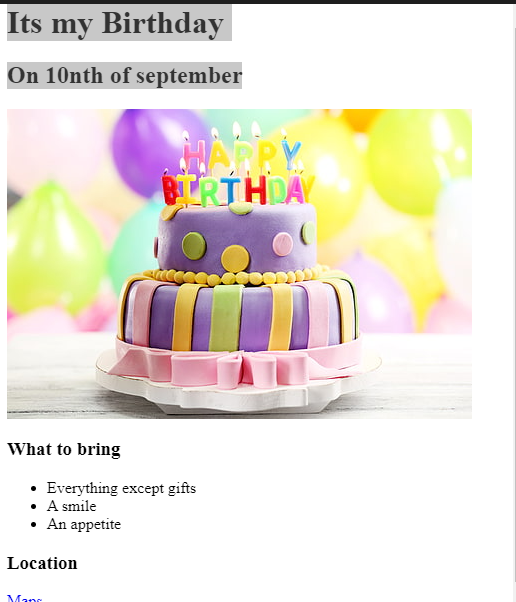 Its my Birthday
On 10nth of september
HAPPY
BIRTHDAY
What to bring
Everything except gifts
A smile
An appetite
Location
Maps